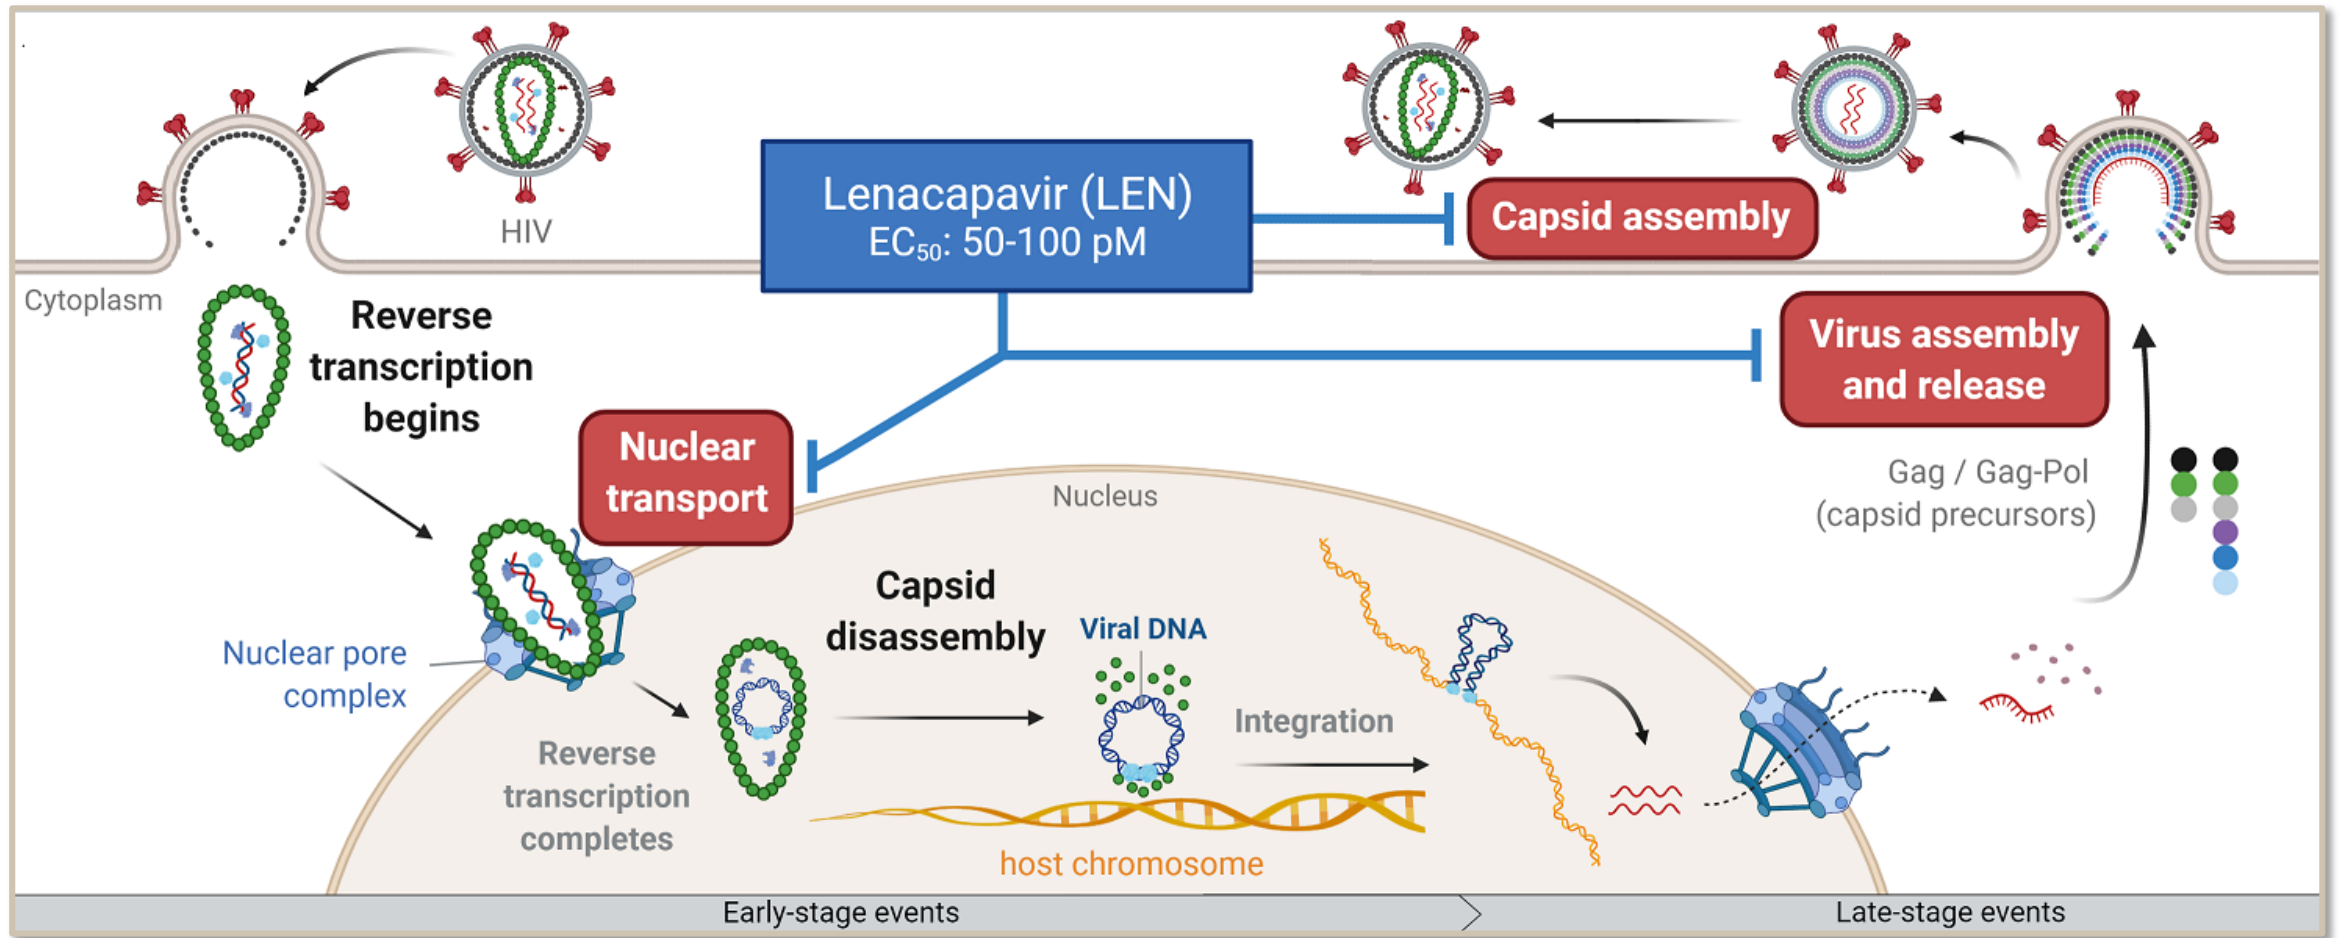 HIV
Cytoplasm
Reverse
transcription
begins
Lenacapavir (LEN)
EC₅₀: 50-100 pM
Capsid assembly
Virus assembly
and release
Nuclear
transport
Nucleus
Gag / Gag-Pol
(capsid precursors)
Nuclear pore
complex
Capsid
disassembly
Viral DNA
Reverse
transcription
completes
Integration
host chromosome
Early-stage events
Late-stage events